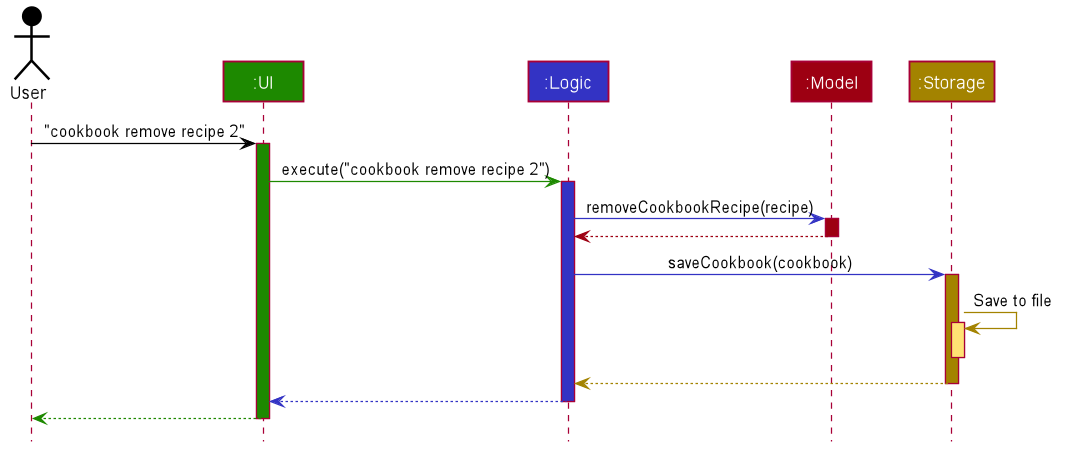 User
:UI
:Logic
:Model
:Storage
"cookbook remove recipe 2"
execute("cookbook remove recipe 2")
removeCookbookRecipe(recipe)
saveCookbook(cookbook)
Save to file